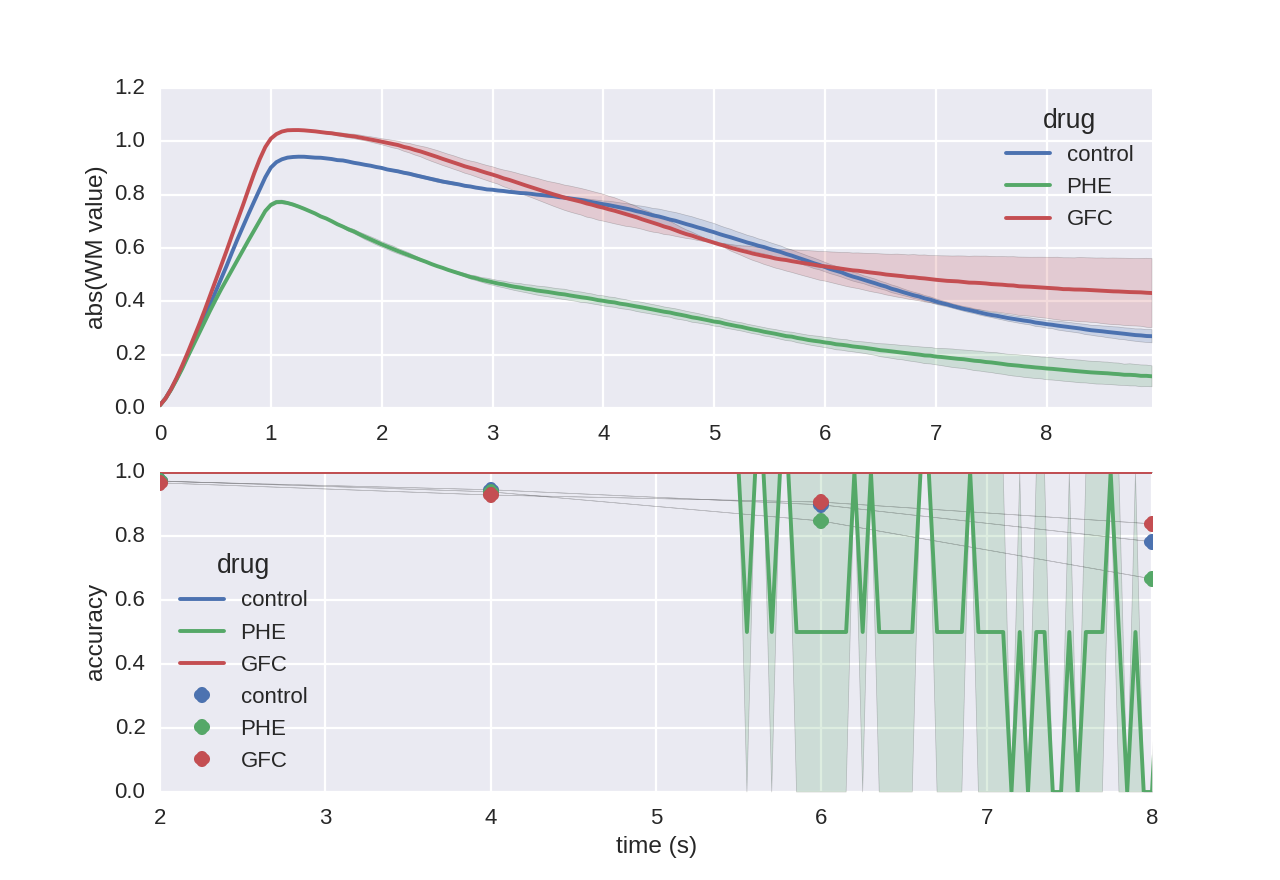 1.2
1.0
0.8
0.6
0.4
0.2
0.0
abs(WM value)
drug
control
PHE
GFC
0 1 2 3 4 5 6 7 8
1.0
0.8
0.6
0.4
0.2
0.0
accuracy
drug
control
PHE
GFC
control
PHE
GFC
2 3 4 5 6 7 8
time (s)